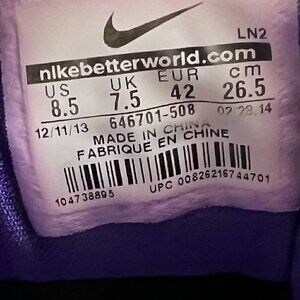 LN2
nikebetterworld.com
US UK EUR cm
8.5 7.5 42 26.5
12/11/13 646701-508 02.23.14
MADE IN CHINA
FABRIQUE EN CHINE
104738895 UPC 00826216744701